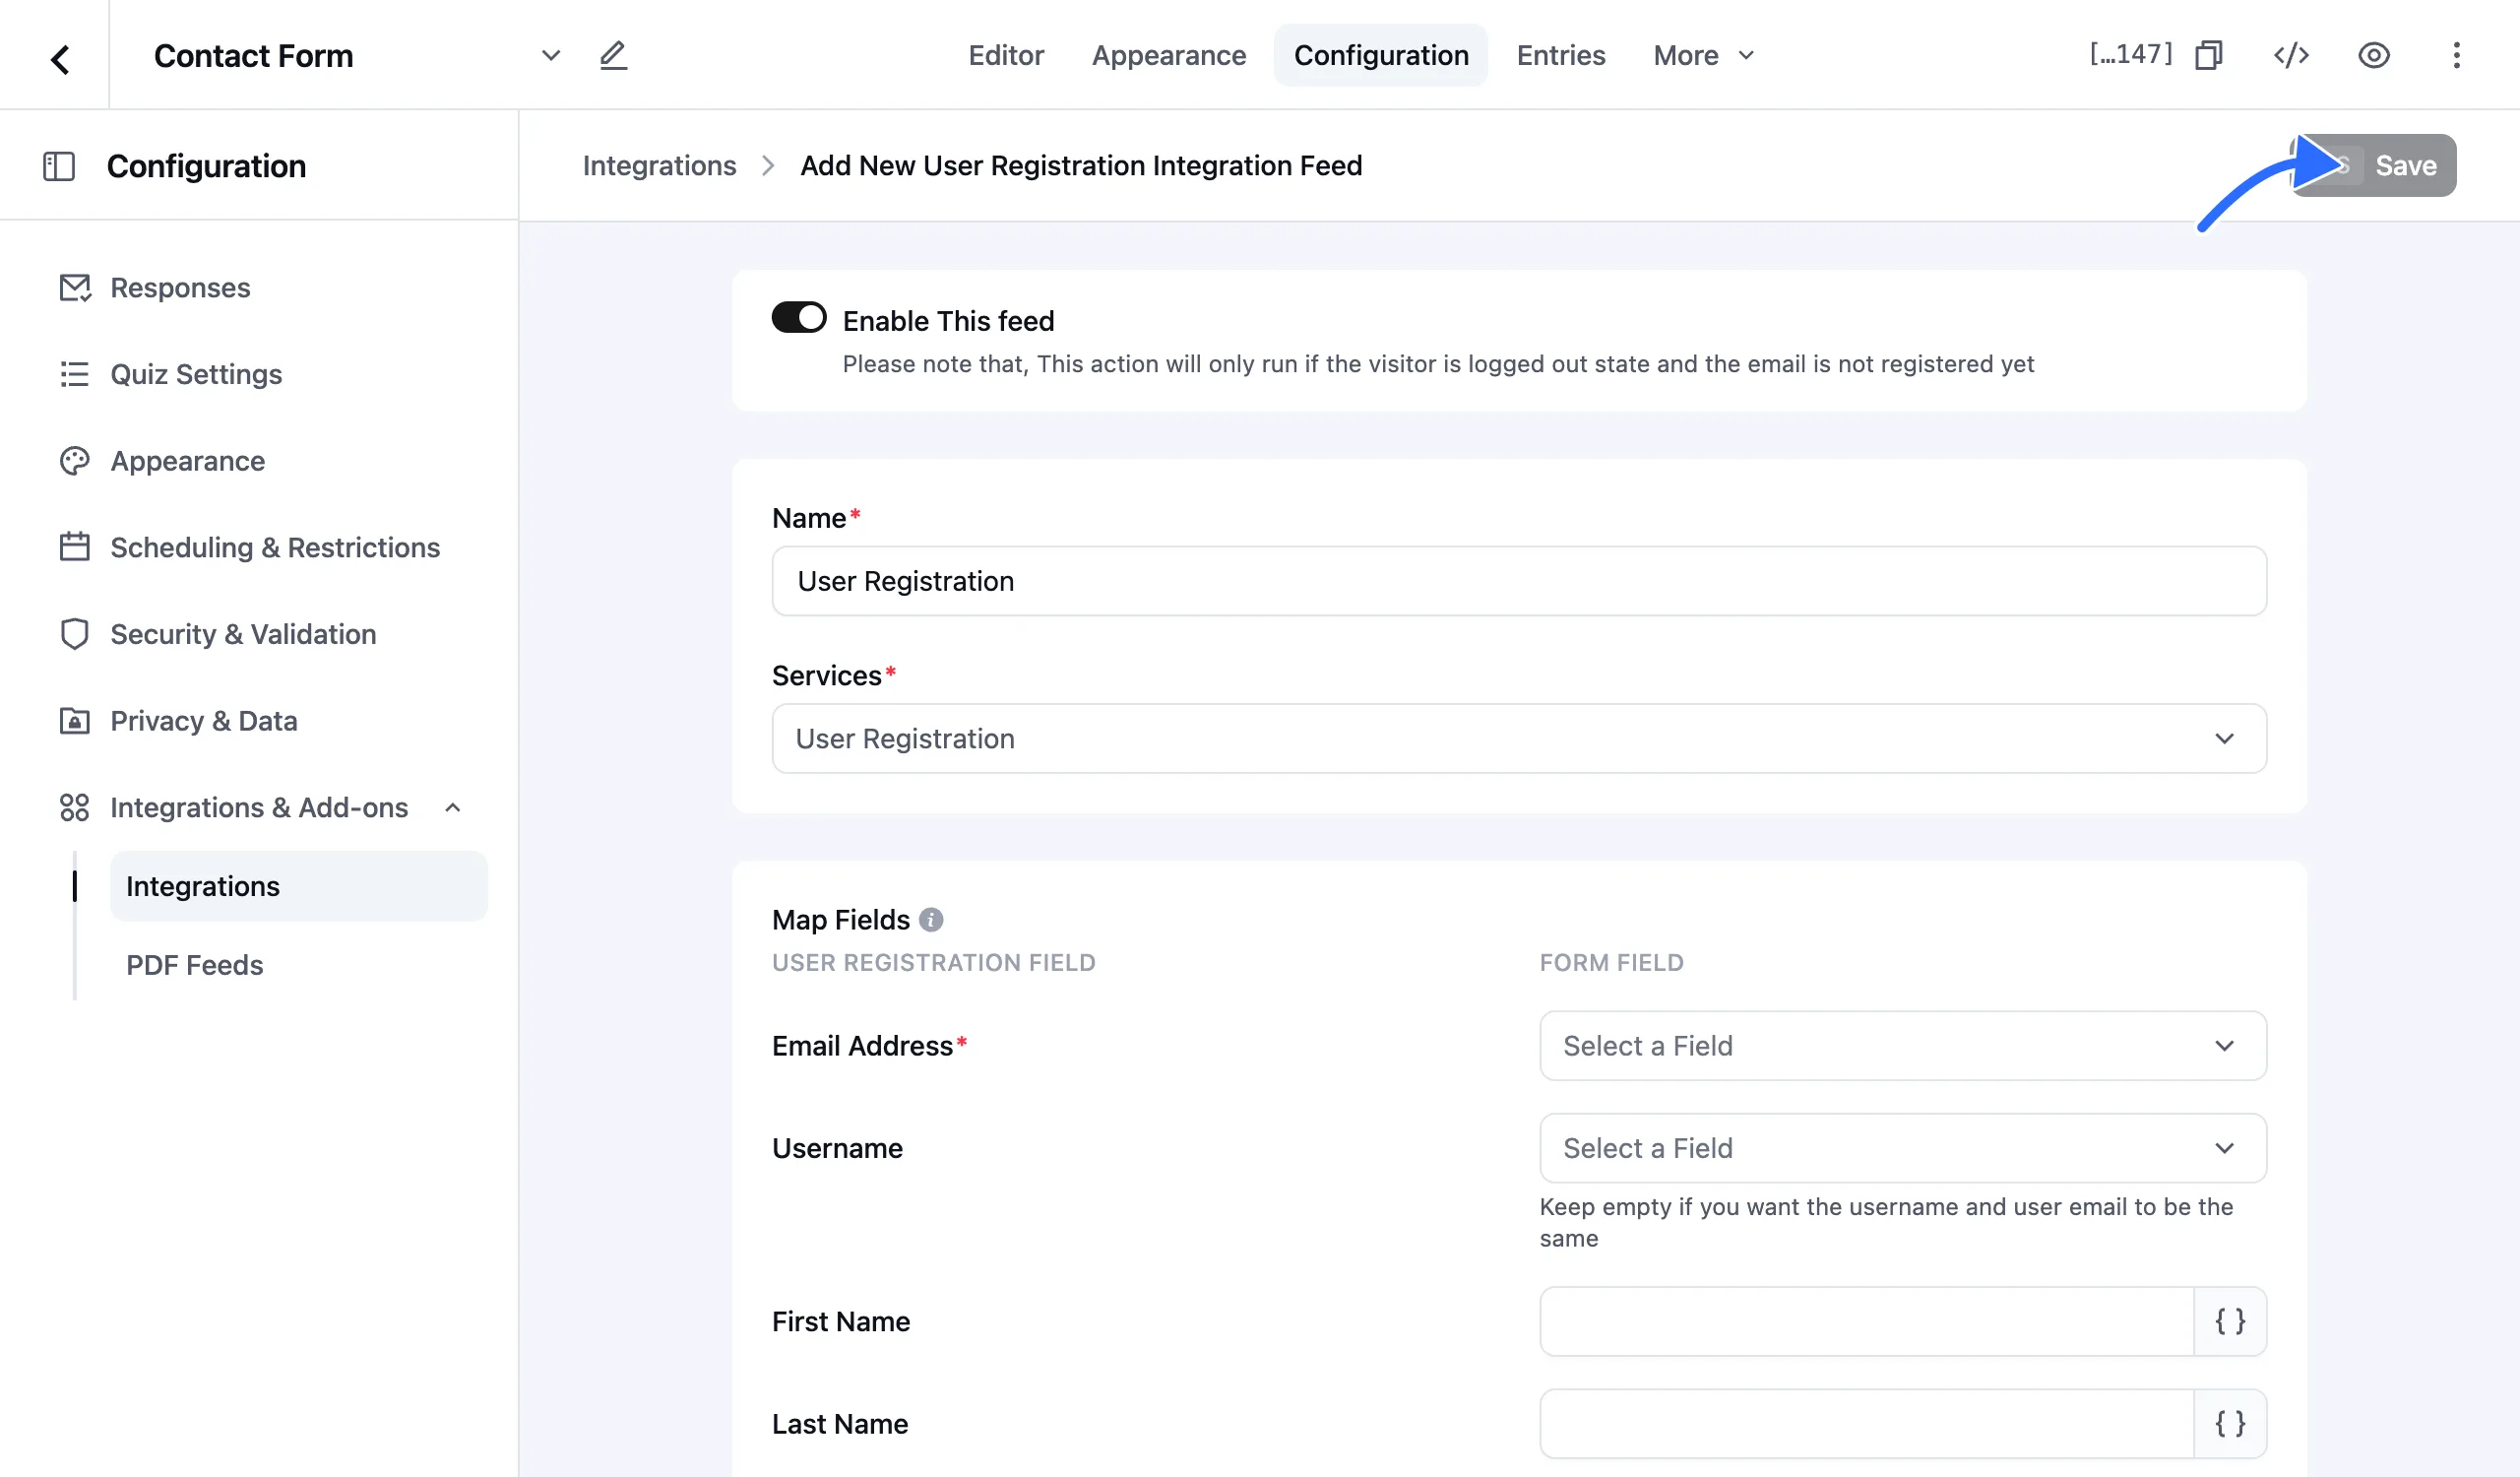 Contact Form
Editor
Appearance
Configuration
Entries
More
[...147]
Configuration
Integrations > Add New User Registration Integration Feed
S Save
Responses
Quiz Settings
Appearance
Scheduling & Restrictions
Security & Validation
Privacy & Data
Integrations & Add-ons
Integrations
PDF Feeds
Enable This feed
Please note that, This action will only run if the visitor is logged out state and the email is not registered yet
Name*
User Registration
Services*
User Registration
Map Fields
USER REGISTRATION FIELD
FORM FIELD
Email Address*
Select a Field
Username
Select a Field
Keep empty if you want the username and user email to be the
same
First Name
{ }
Last Name
{ }